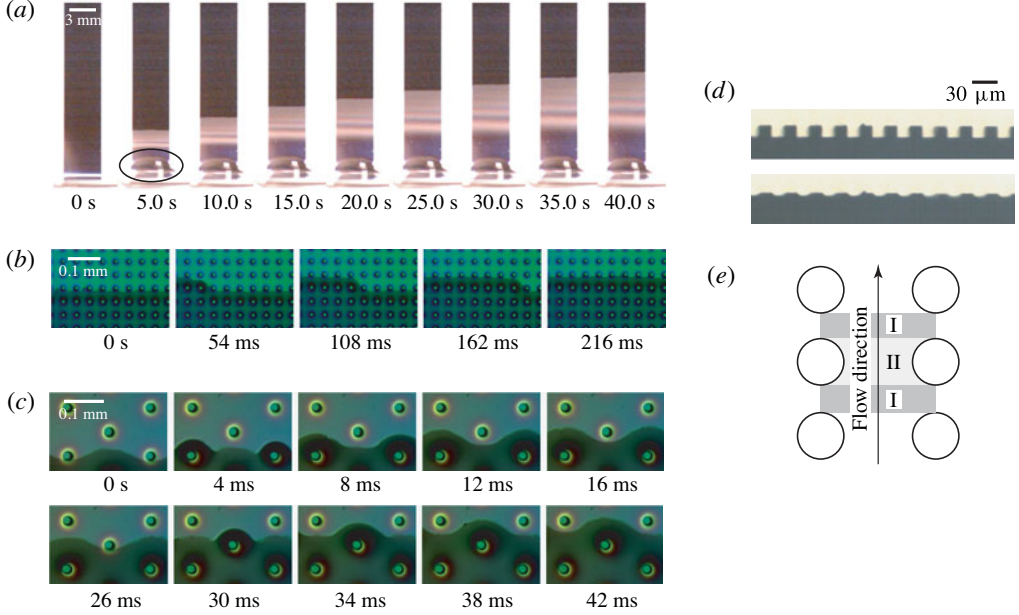 (a)
3 mm
0 s 5.0 s 10.0 s 15.0 s 20.0 s 25.0 s 30.0 s 35.0 s 40.0 s
(b)
0.1 mm
0 s 54 ms 108 ms 162 ms 216 ms
(c)
0.1 mm
0 s 4 ms 8 ms 12 ms 16 ms
26 ms 30 ms 34 ms 38 ms 42 ms
(d)
30 μm
(e)
Flow direction
I
II
I